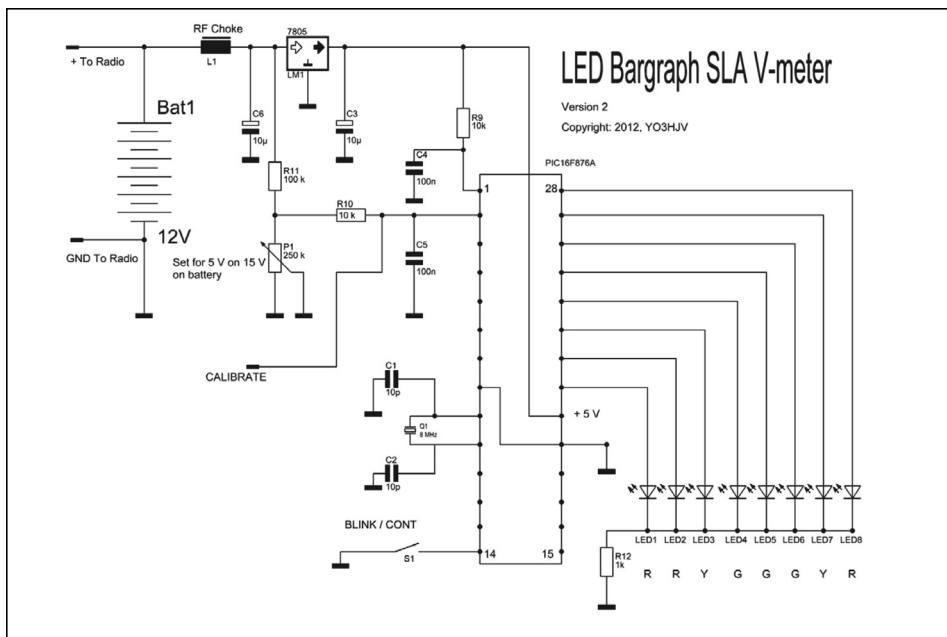 RF Choke
7805
+ To Radio
L1
LM1
LED Bargraph SLA V-meter
Version 2
Copyright: 2012, YO3HJV
Bat1
C6
10µ
C3
10µ
R9
10k
PIC16F876A
C4
100n
R11
100 k
1
28
R10
10 k
12V
GND To Radio
P1
250 k
Set for 5 V on 15 V
on battery
C5
100n
CALIBRATE
C1
10p
+ 5 V
Q1
8 MHz
C2
10p
BLINK / CONT
S1
14
15
LED1 LED2 LED3 LED4 LED5 LED6 LED7 LED8
R12
1k
R R Y G G G Y R